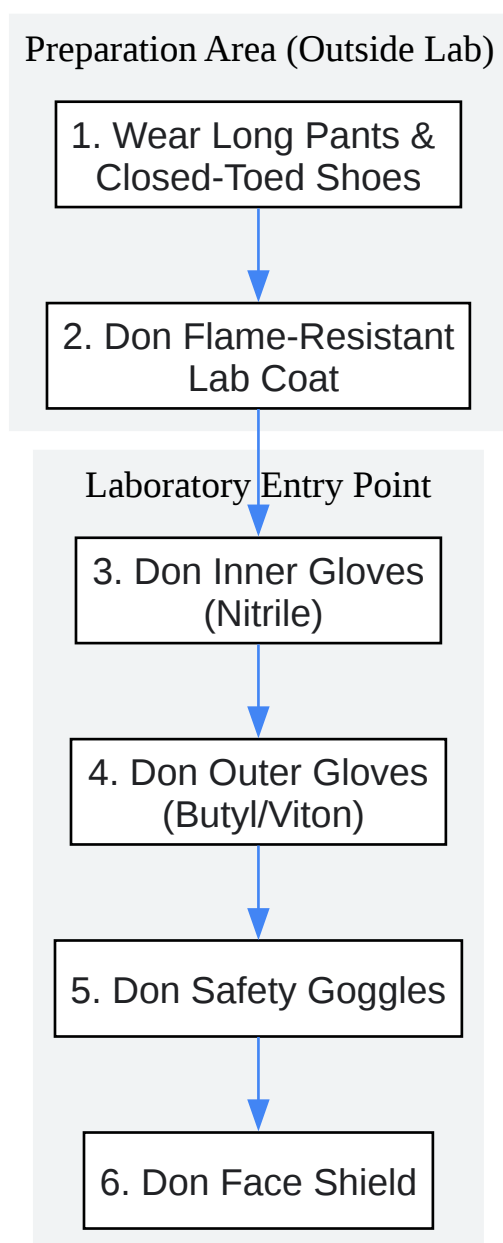 Preparation Area (Outside Lab)
1. Wear Long Pants &
Closed-Toed Shoes
2. Don Flame-Resistant
Lab Coat
Laboratory Entry Point
3. Don Inner Gloves
(Nitrile)
4. Don Outer Gloves
(Butyl/Viton)
5. Don Safety Goggles
6. Don Face Shield